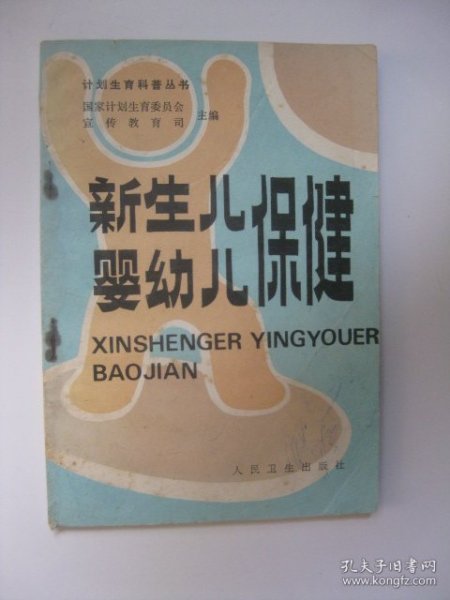 计划生育科普丛书
国家计划生育委员会
宣传教育司 主编
新生儿保健
婴幼儿
XINSHENGER YINGYOUER
BAOJIAN
人民卫生出版社
孔夫子旧书网
www.kongfz.com